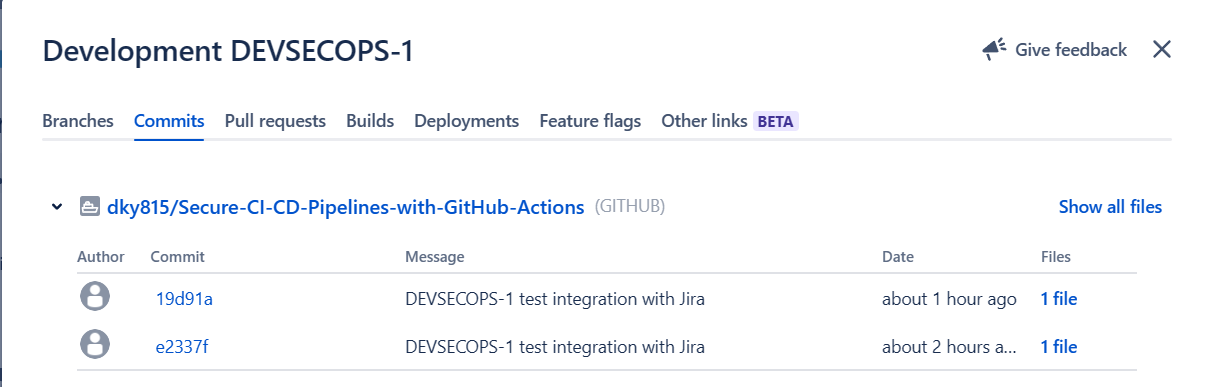 Development DEVSECOPS-1
Give feedback
Branches Commits Pull requests Builds Deployments Feature flags Other links BETA
dky815/Secure-CI-CD-Pipelines-with-GitHub-Actions (GITHUB) Show all files
Author Commit Message Date Files
19d91a DEVSECOPS-1 test integration with Jira about 1 hour ago 1 file
e2337f DEVSECOPS-1 test integration with Jira about 2 hours a... 1 file